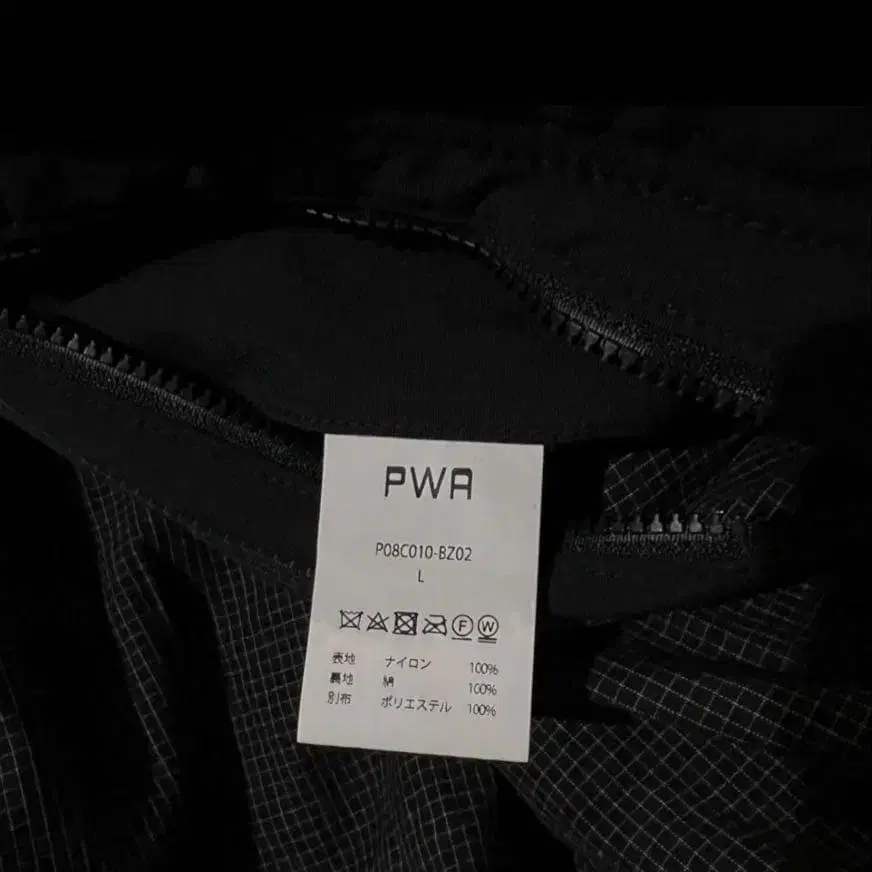 PWA
P08C010-BZ02
L
F W
表地 ナイロン 100%
裏地 綿 100%
別布 ポリエステル 100%